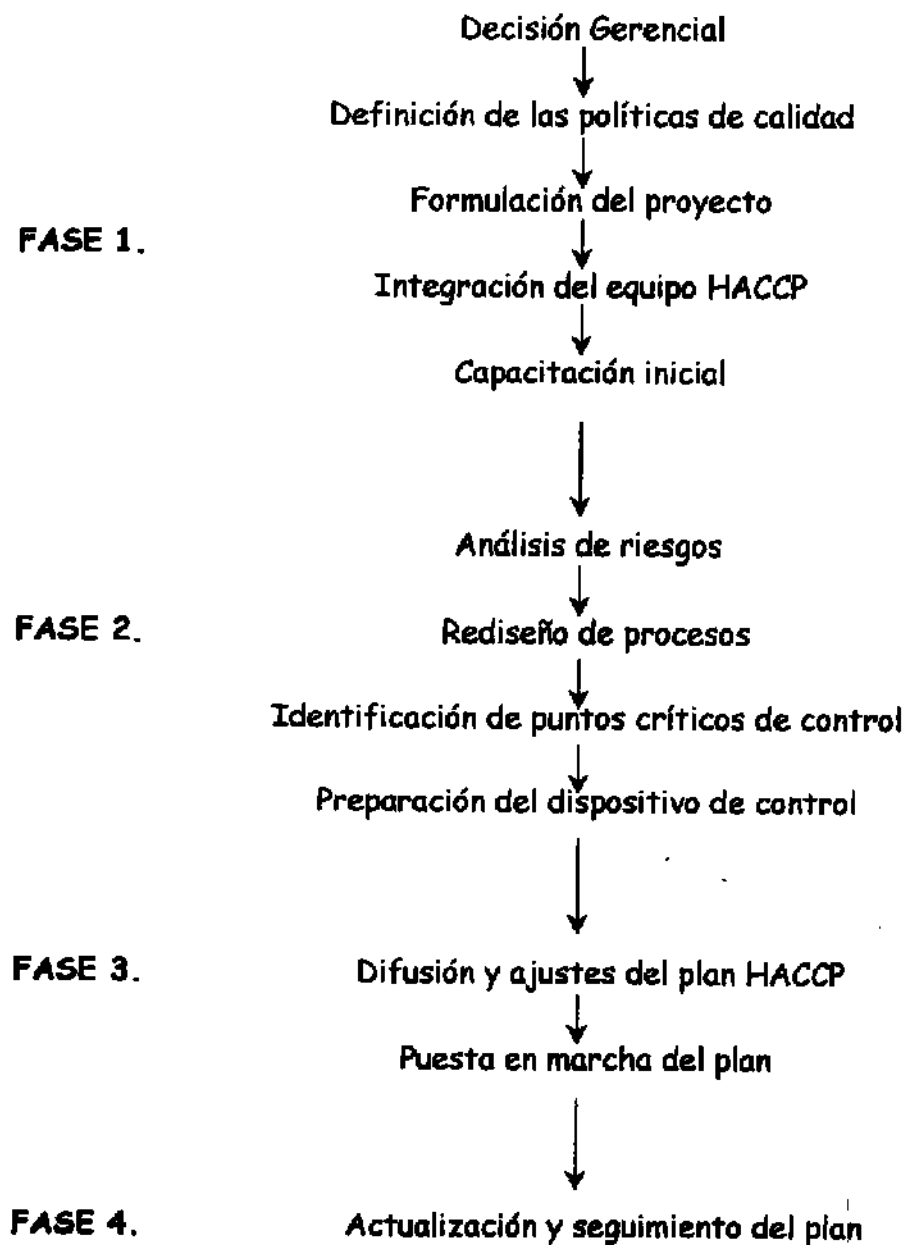 Decisión Gerencial
Definición de las políticas de calidad
Formulación del proyecto
FASE 1.
Integración del equipo HACCP
Capacitación inicial
Análisis de riesgos
FASE 2.
Rediseño de procesos
Identificación de puntos críticos de control
Preparación del dispositivo de control
FASE 3.
Difusión y ajustes del plan HACCP
Puesta en marcha del plan
FASE 4.
Actualización y seguimiento del plan